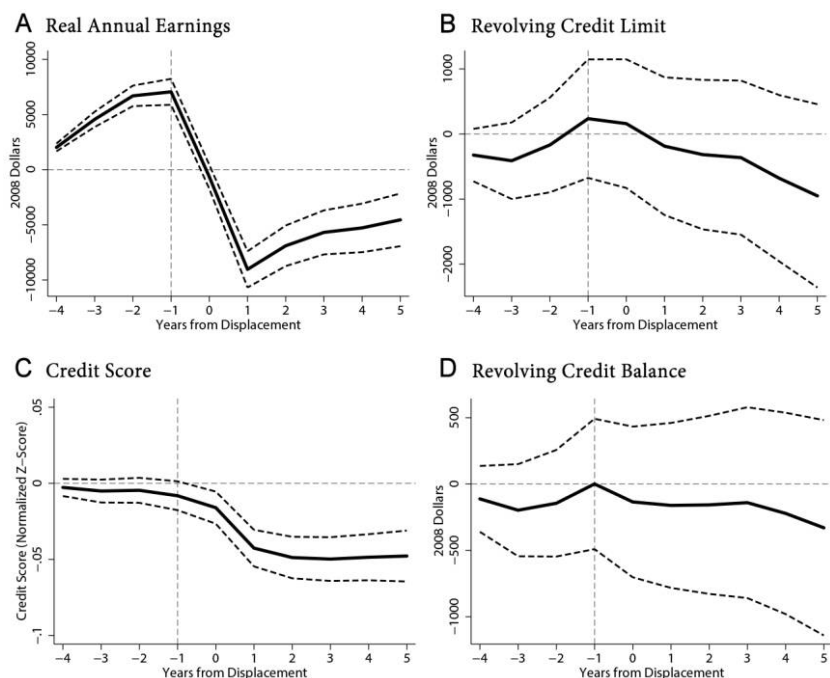 A Real Annual Earnings
2008 Dollars
10000
5000
0
−5000
−10000
−4 −3 −2 −1 0 1 2 3 4 5
Years from Displacement
B Revolving Credit Limit
2008 Dollars
1000
0
−1000
−2000
−4 −3 −2 −1 0 1 2 3 4 5
Years from Displacement
C Credit Score
Credit Score (Normalized Z−Score)
.05
0
−.05
−.1
−4 −3 −2 −1 0 1 2 3 4 5
Years from Displacement
D Revolving Credit Balance
2008 Dollars
500
0
−500
−1000
−4 −3 −2 −1 0 1 2 3 4 5
Years from Displacement